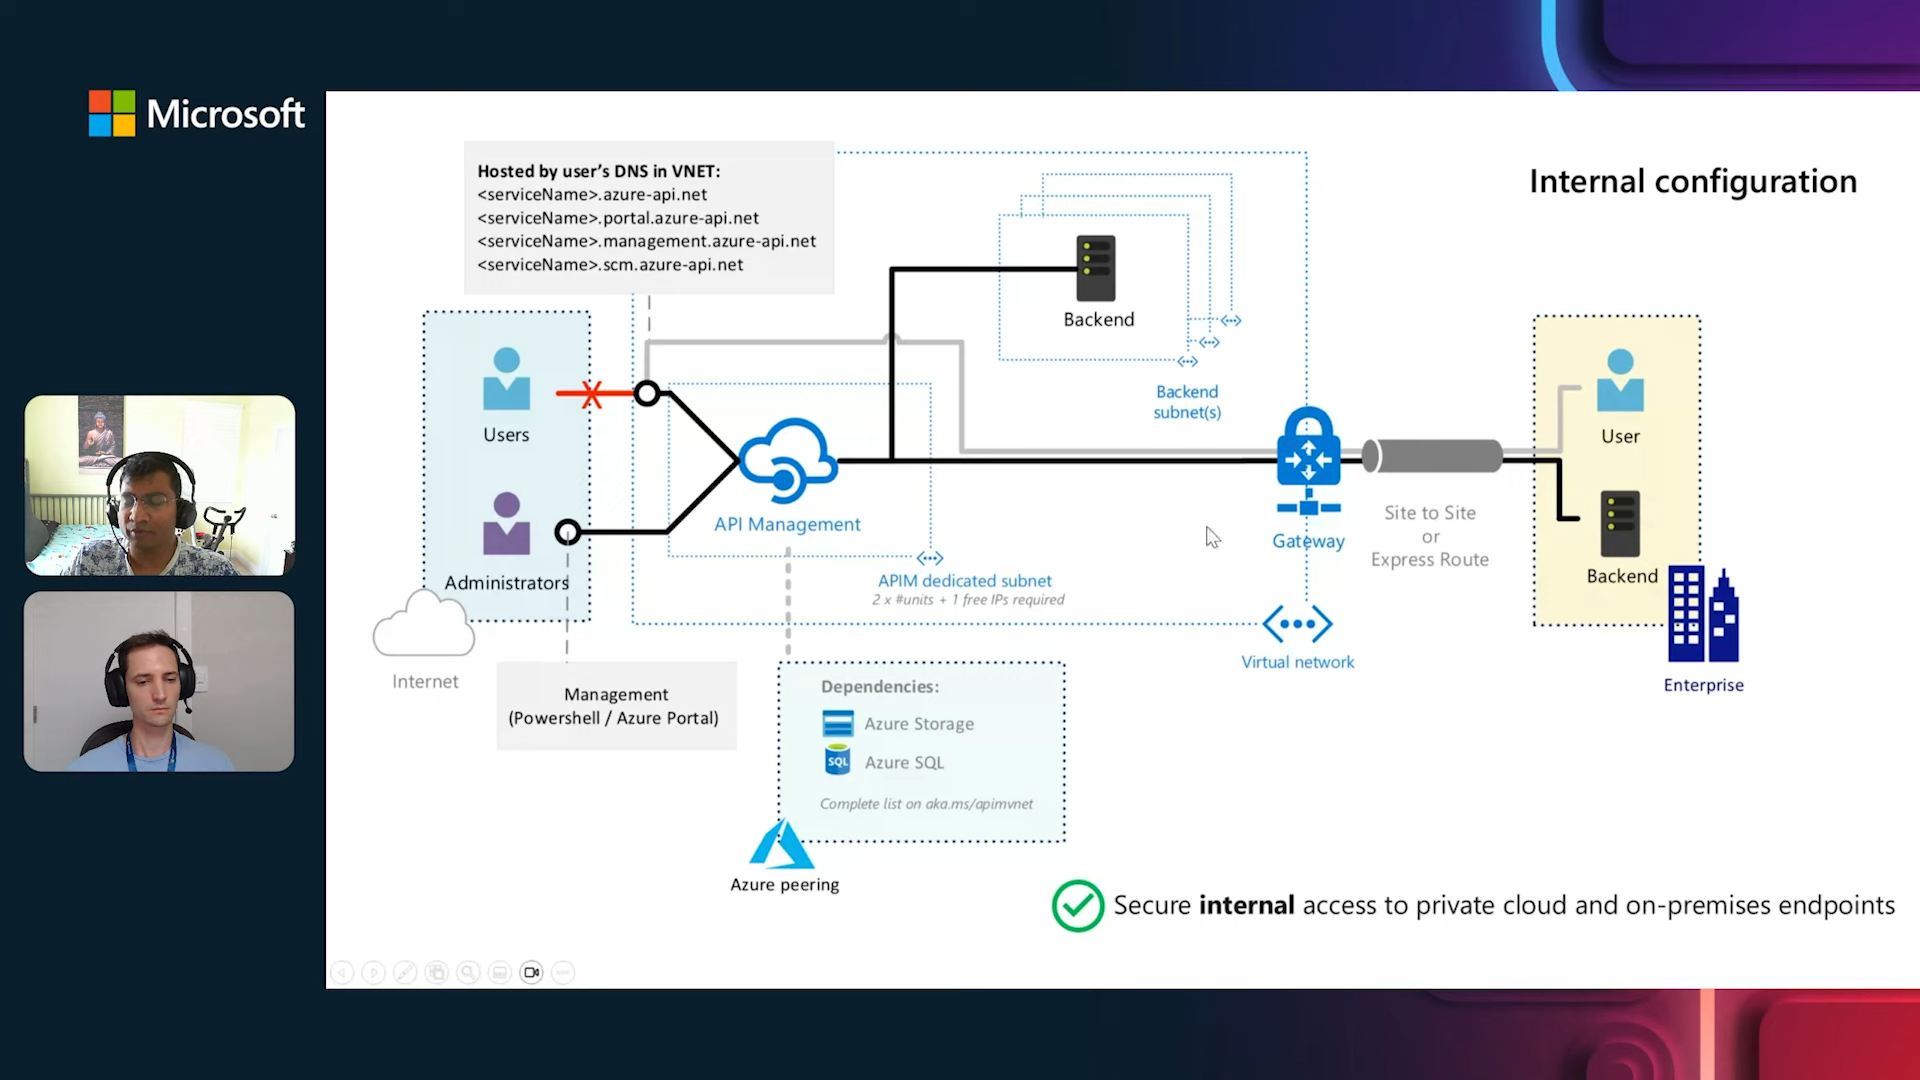 Microsoft
Internal configuration
Hosted by user's DNS in VNET:
<serviceName>.azure-api.net
<serviceName>.portal.azure-api.net
<serviceName>.management.azure-api.net
<serviceName>.scm.azure-api.net
Backend
Backend
subnet(s)
Users
Administrators
Internet
API Management
APIM dedicated subnet
2 x #units + 1 free IPs required
Gateway
Virtual network
Site to Site
or
Express Route
User
Backend
Enterprise
Management
(Powershell / Azure Portal)
Dependencies:
Azure Storage
SQL
Azure SQL
Complete list on aka.ms/apimvnet
Azure peering
Secure internal access to private cloud and on-premises endpoints